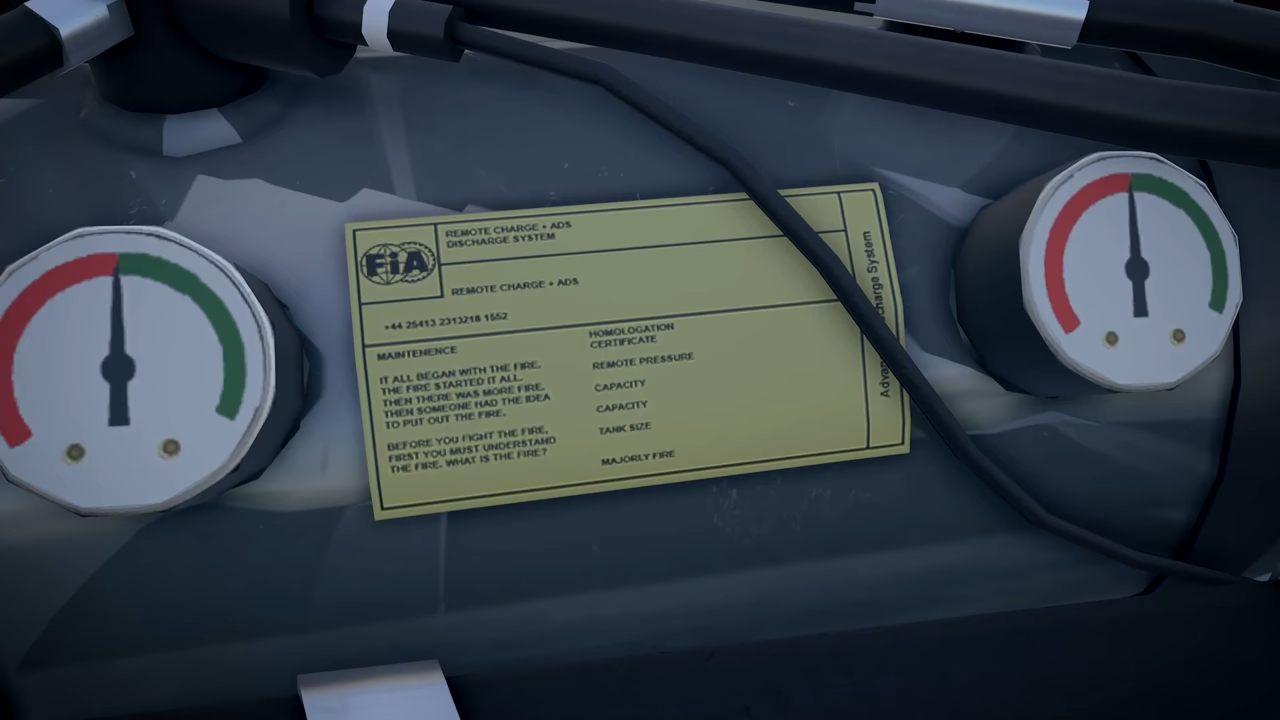 FiA
REMOTE CHARGE + ADS
DISCHARGE SYSTEM
REMOTE CHARGE + ADS
+44 25413 2313218 1552
MAINTENENCE
IT ALL BEGAN WITH THE FIRE.
THE FIRE STARTED IT ALL.
THEN THERE WAS MORE FIRE.
THEN SOMEONE HAD THE IDEA
TO PUT OUT THE FIRE.
BEFORE YOU FIGHT THE FIRE,
FIRST YOU MUST UNDERSTAND
THE FIRE. WHAT IS THE FIRE?
HOMOLOGATION
CERTIFICATE
REMOTE PRESSURE
CAPACITY
CAPACITY
TANK SIZE
MAJORLY FIRE
System